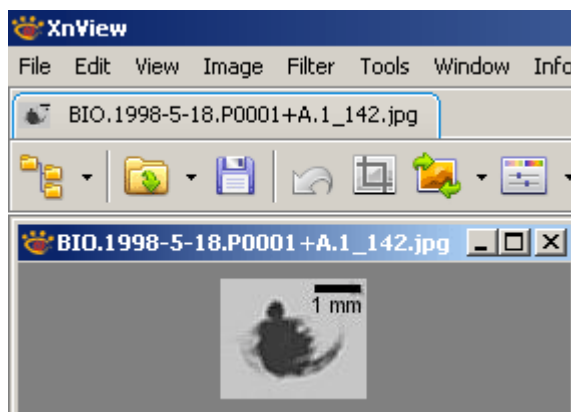 XnView
File Edit View Image Filter Tools Window Info
BIO.1998-5-18.P0001+A.1_142.jpg
BIO.1998-5-18.P0001+A.1_142.jpg
1 mm